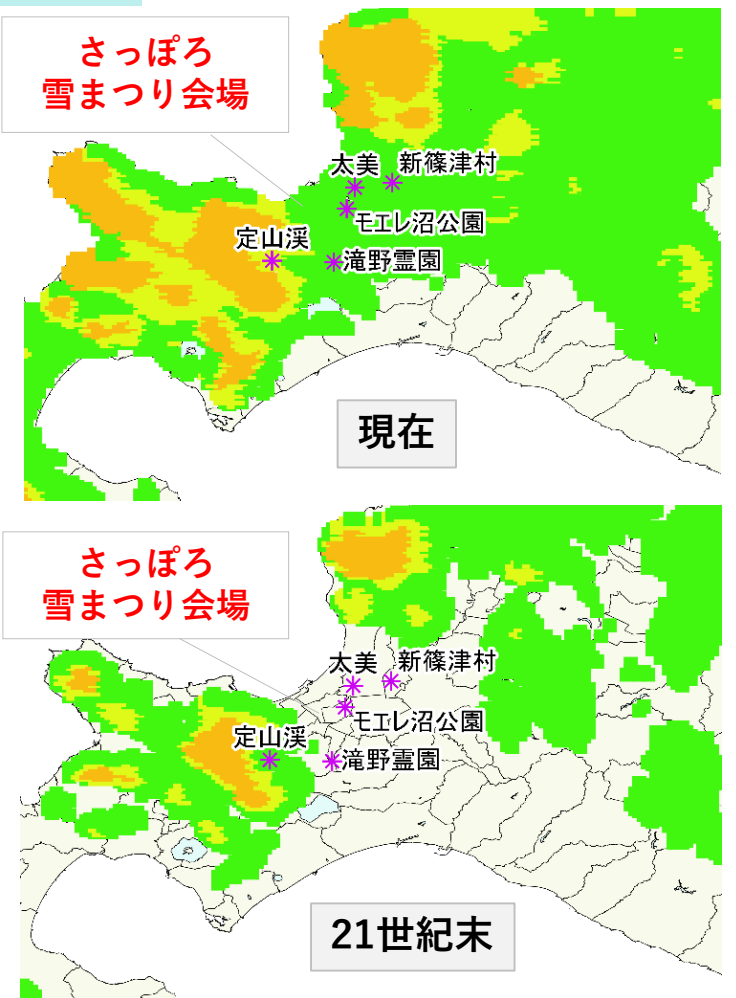 さっぽろ
雪まつり会場
太美
新篠津村
モエレ沼公園
定山渓
滝野霊園
現在
さっぽろ
雪まつり会場
太美
新篠津村
モエレ沼公園
定山渓
滝野霊園
21世紀末